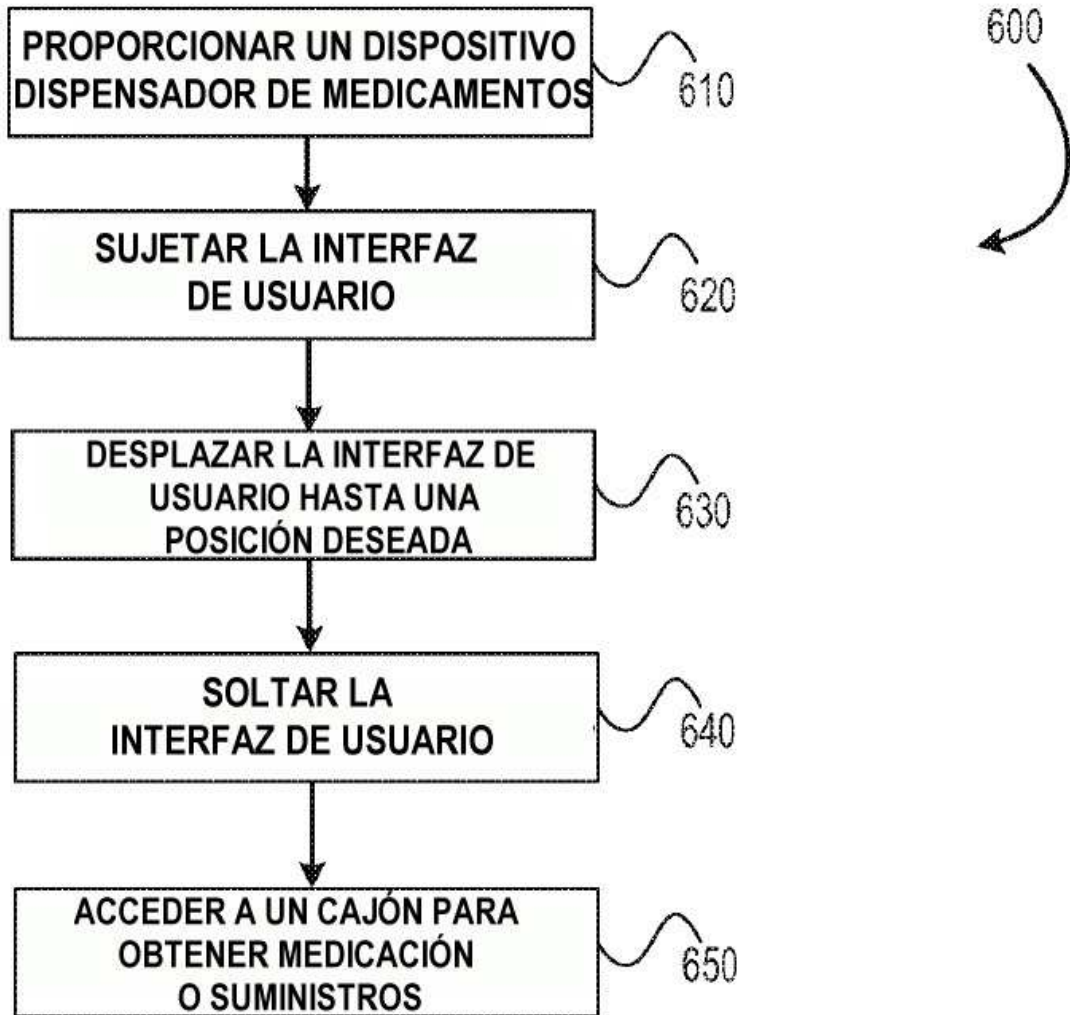 PROPORCIONAR UN DISPOSITIVO
DISPENSADOR DE MEDICAMENTOS
610
600
SUJETAR LA INTERFAZ
DE USUARIO
620
DESPLAZAR LA INTERFAZ DE
USUARIO HASTA UNA
POSICIÓN DESEADA
630
SOLTAR LA
INTERFAZ DE USUARIO
640
ACCEDER A UN CAJÓN PARA
OBTENER MEDICACIÓN
O SUMINISTROS
650